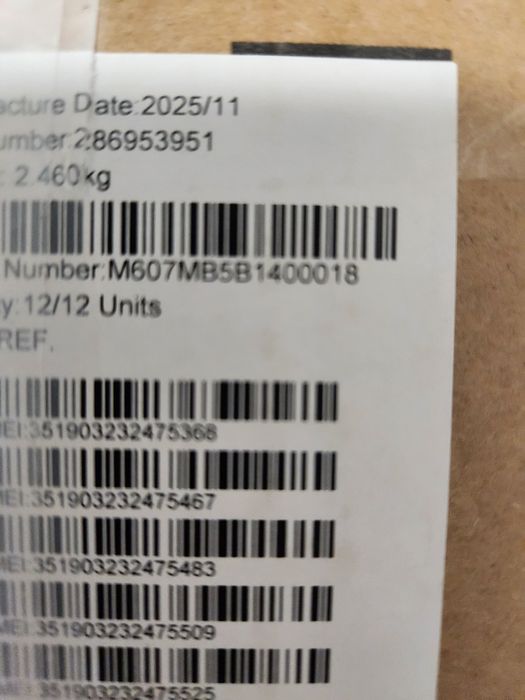 acture Date:2025/11
umber:286953951
: 2.460kg
Number:M607MB5B1400018
y:12/12 Units
REF.
MEI:351903232475368
MEI:351903232475467
MEI:351903232475483
MEI:351903232475509
MEI:351903232475525